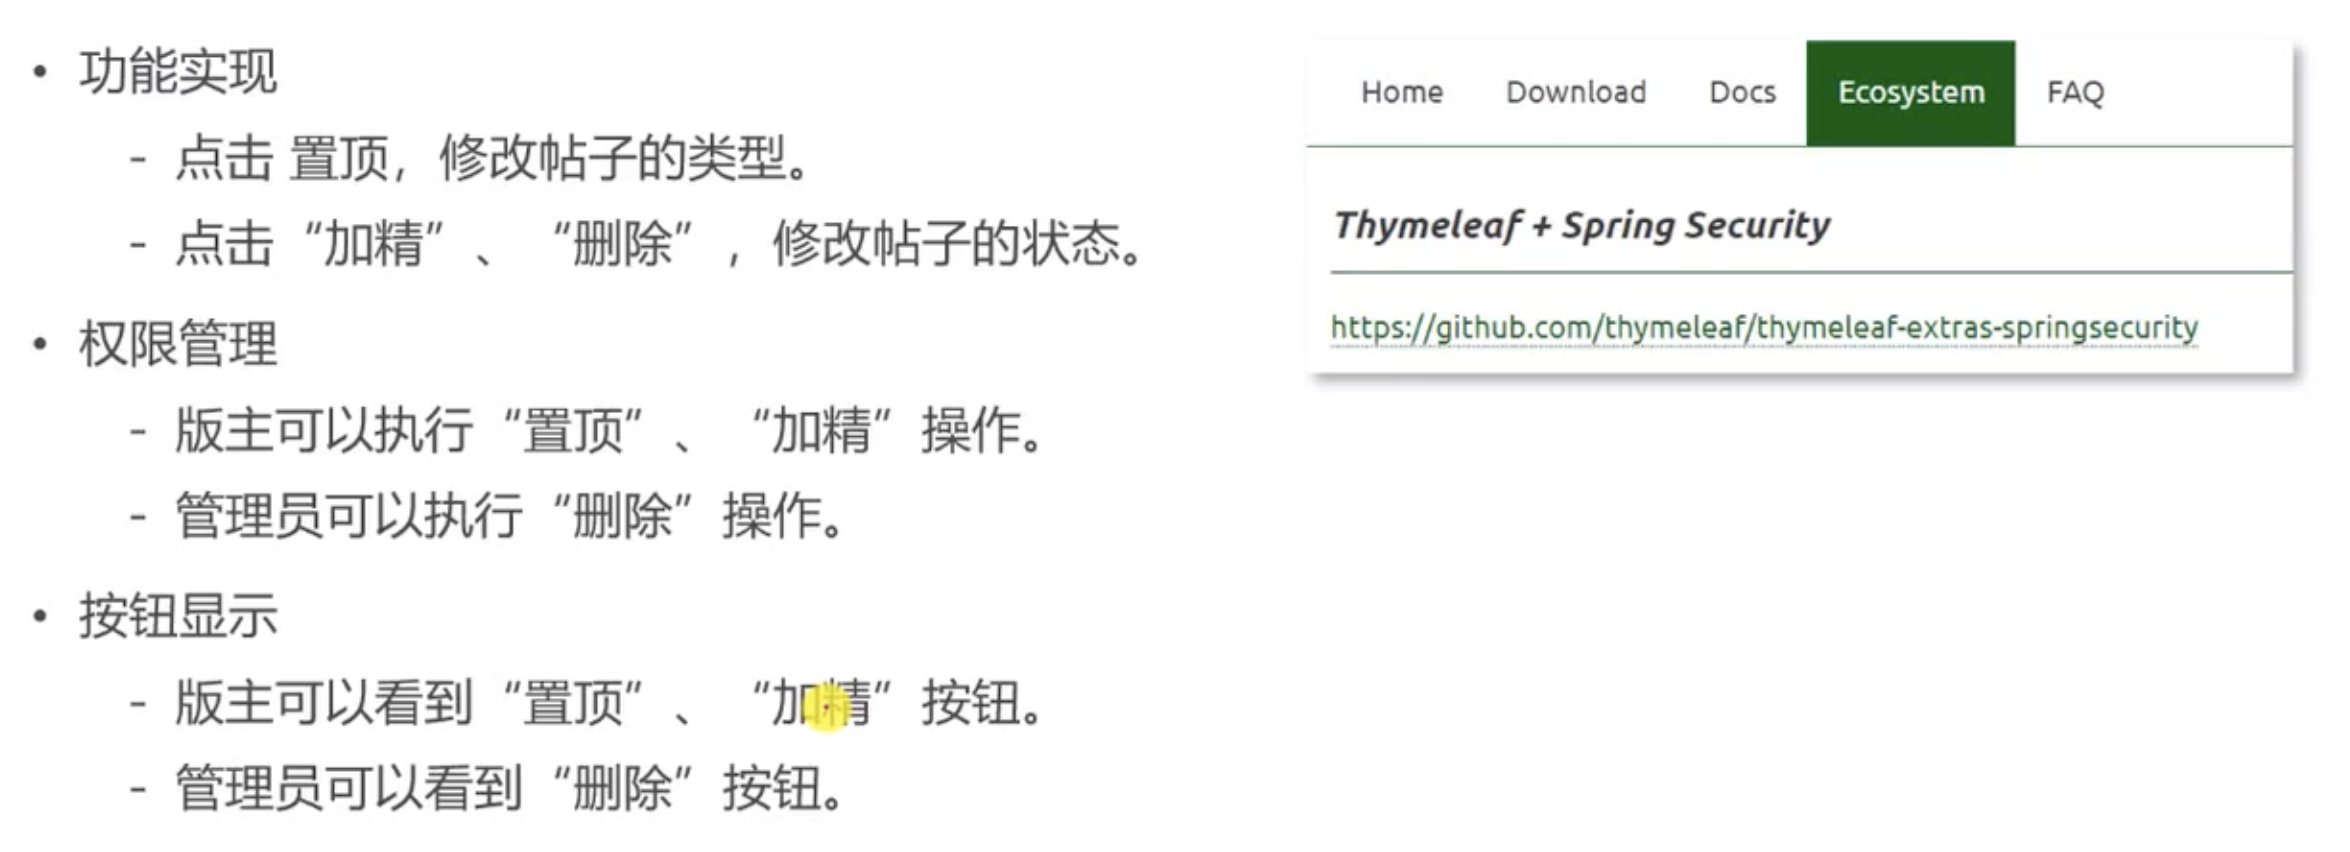 • 功能实现
- 点击 置顶，修改帖子的类型。
- 点击“加精”、“删除”，修改帖子的状态。
• 权限管理
- 版主可以执行“置顶”、“加精”操作。
- 管理员可以执行“删除”操作。
• 按钮显示
- 版主可以看到“置顶”、“加精”按钮。
- 管理员可以看到“删除”按钮。
Home Download Docs Ecosystem FAQ
Thymeleaf + Spring Security
https://github.com/thymeleaf/thymeleaf-extras-springsecurity